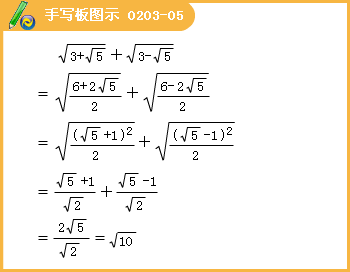 手写板图示 0203-05
√(3+√5) + √(3-√5)
= √((6+2√5)/2) + √((6-2√5)/2)
= √((√5+1)²/2) + √((√5-1)²/2)
= (√5+1)/√2 + (√5-1)/√2
= 2√5/√2 = √10